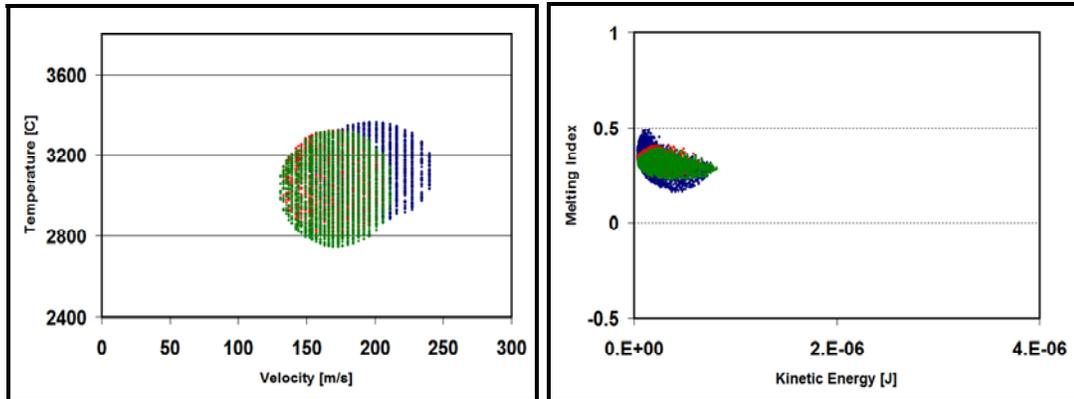 3600
3200
2800
2400
Temperature [C]
0 50 100 150 200 250 300
Velocity [m/s]
1
0.5
0
-0.5
Melting Index
0.E+00 2.E-06 4.E-06
Kinetic Energy [J]